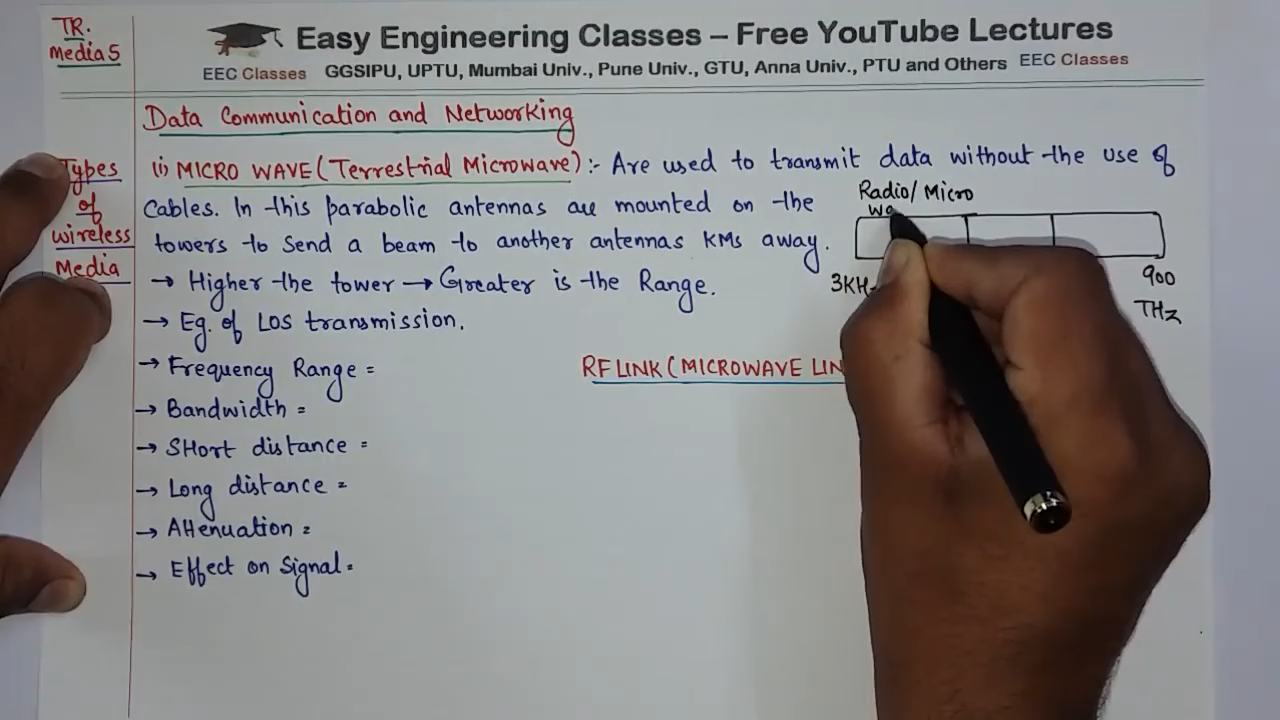 TR.
media 5
Easy Engineering Classes – Free YouTube Lectures
EEC Classes GGSIPU, UPTU, Mumbai Univ., Pune Univ., GTU, Anna Univ., PTU and Others EEC Classes
Data Communication and Networking
Types
of
wireless
Media
(i) MICRO WAVE (Terrestrial Microwave) :- Are used to transmit data without the use of
Cables. In this parabolic antennas are mounted on the
towers to send a beam to another antennas KMs away.
→ Higher the tower → Greater is the Range.
→ Eg. of LOS transmission.
→ Frequency Range =
→ Bandwidth =
→ SHort distance =
→ Long distance =
→ Attenuation =
→ Effect on Signal =
Radio/ Micro
900
THz
RF LINK (MICROWAVE